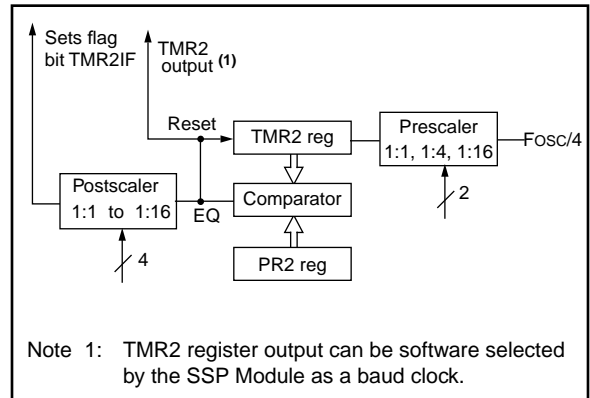 Sets flag
bit TMR2IF
TMR2
output (1)
Reset
TMR2 reg
Prescaler
1:1, 1:4, 1:16
FOSC/4
2
Postscaler
1:1 to 1:16
EQ
Comparator
4
PR2 reg
Note 1: TMR2 register output can be software selected
by the SSP Module as a baud clock.